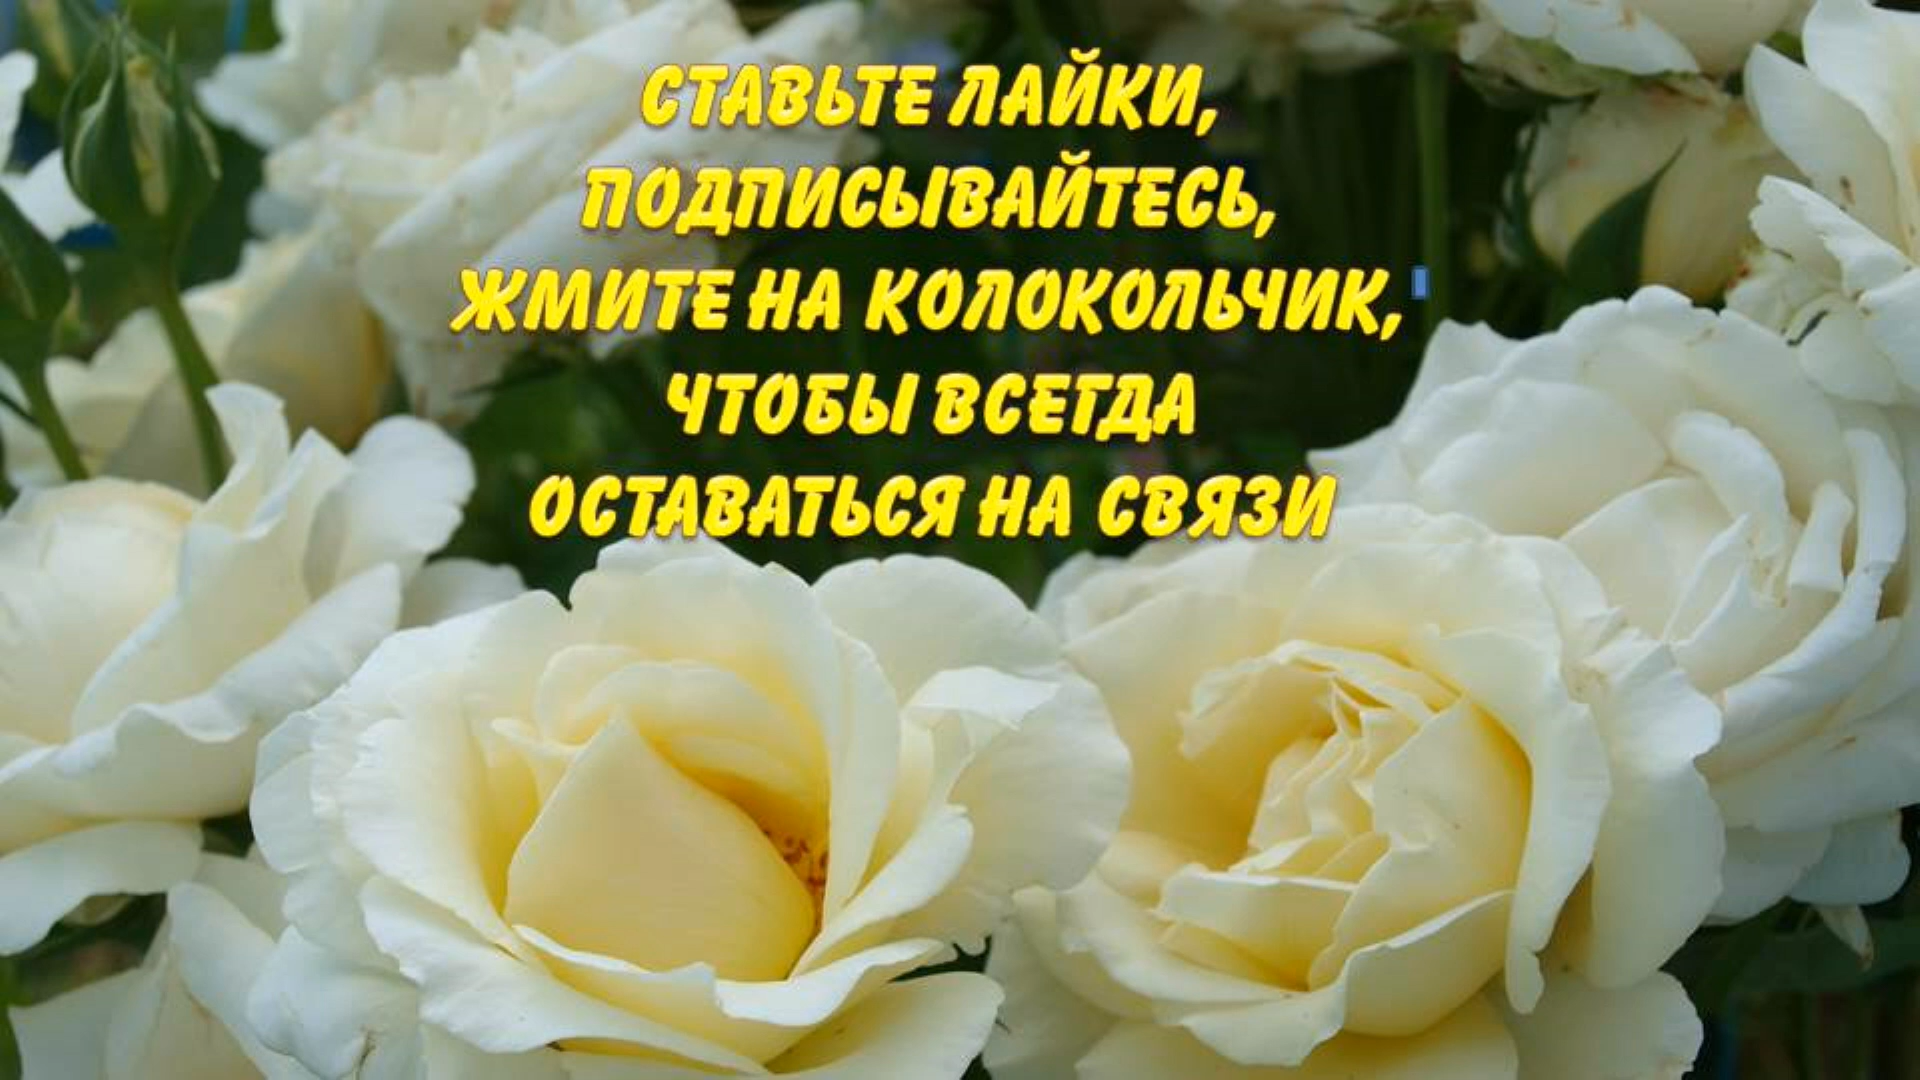 СТАВЬТЕ ЛАЙКИ,
ПОДПИСЫВАЙТЕСЬ,
ЖМИТЕ НА КОЛОКОЛЬЧИК,
ЧТОБЫ ВСЕГДА
ОСТАВАТЬСЯ НА СВЯЗИ